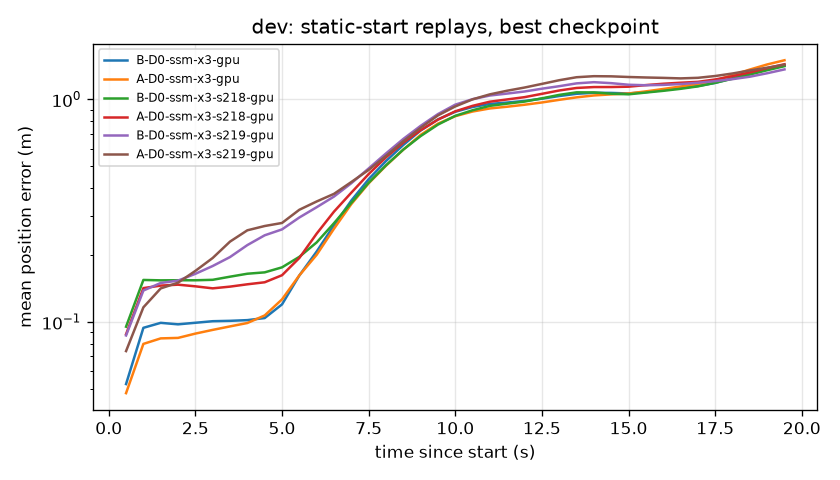 dev: static-start replays, best checkpoint
B-D0-ssm-x3-gpu
A-D0-ssm-x3-gpu
B-D0-ssm-x3-s218-gpu
A-D0-ssm-x3-s218-gpu
B-D0-ssm-x3-s219-gpu
A-D0-ssm-x3-s219-gpu
mean position error (m)
10⁰
10⁻¹
0.0 2.5 5.0 7.5 10.0 12.5 15.0 17.5 20.0
time since start (s)